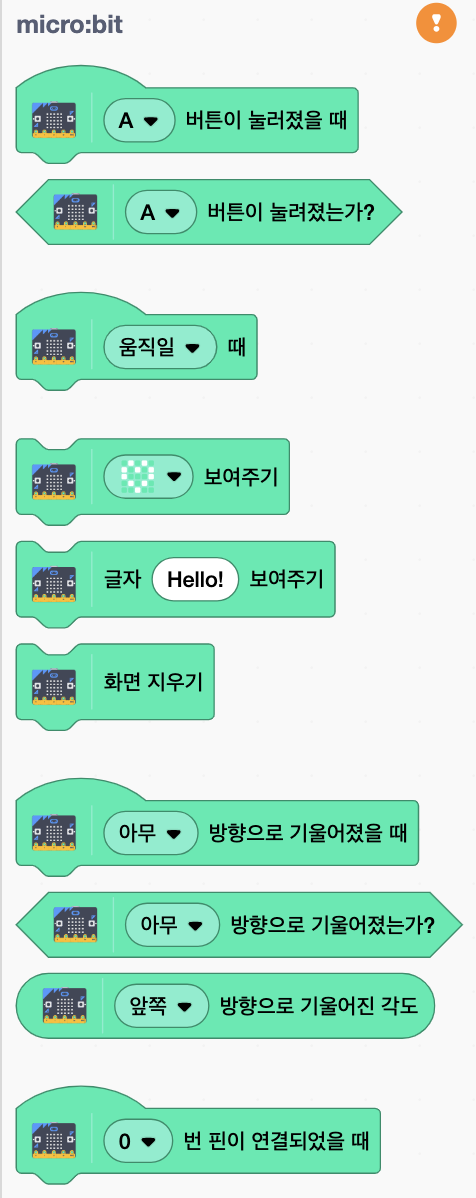 micro:bit
A 버튼이 눌러졌을 때
A 버튼이 눌려졌는가?
움직일 때
보여주기
글자 Hello! 보여주기
화면 지우기
아무 방향으로 기울어졌을 때
아무 방향으로 기울어졌는가?
앞쪽 방향으로 기울어진 각도
0 번 핀이 연결되었을 때